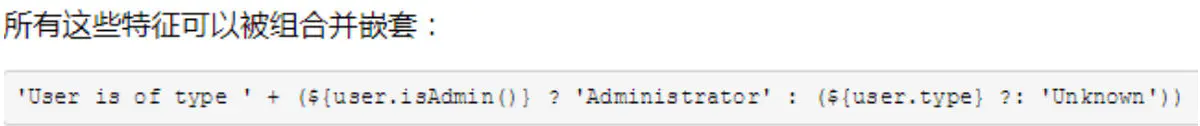 所有这些特征可以被组合并嵌套：
'User is of type ' + (${user.isAdmin()} ? 'Administrator' : (${user.type} ?: 'Unknown'))